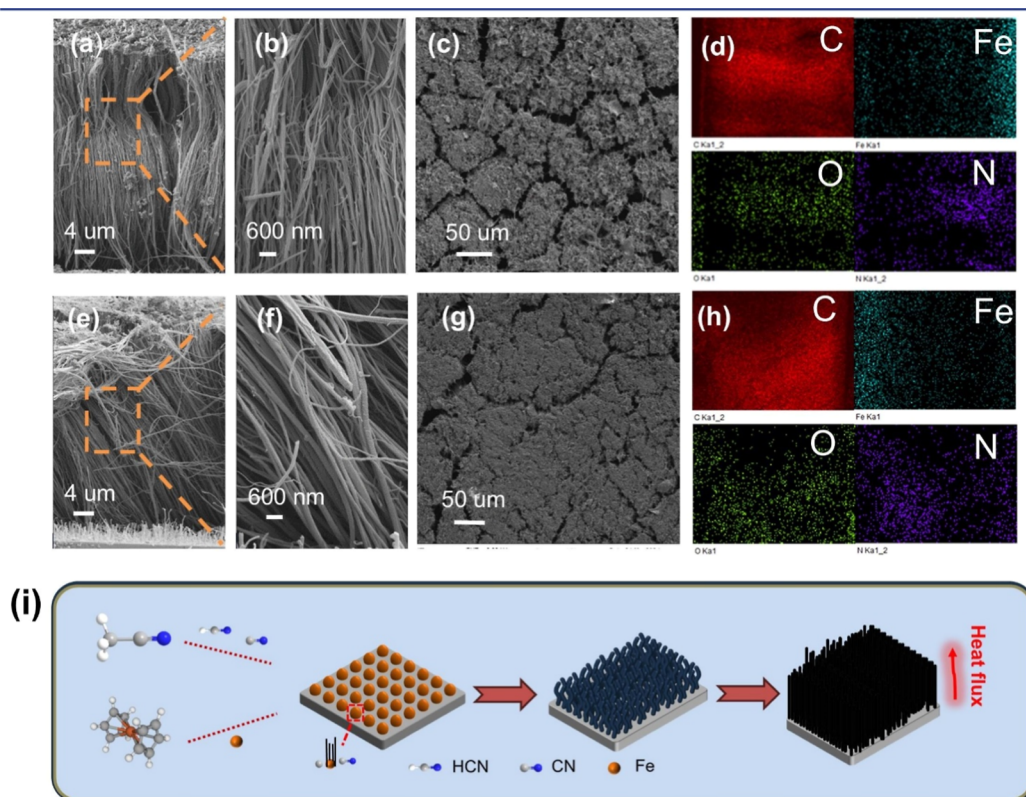 (a)
(b)
(c)
(d)
C
Fe
C Ka1_2
Fe Ka1
O
N
4 um
600 nm
50 um
O Ka1
N Ka1_2
(e)
(f)
(g)
(h)
C
Fe
C Ka1_2
Fe Ka1
O
N
4 um
600 nm
50 um
O Ka1
N Ka1_2
(i)
Heat flux
HCN
CN
Fe